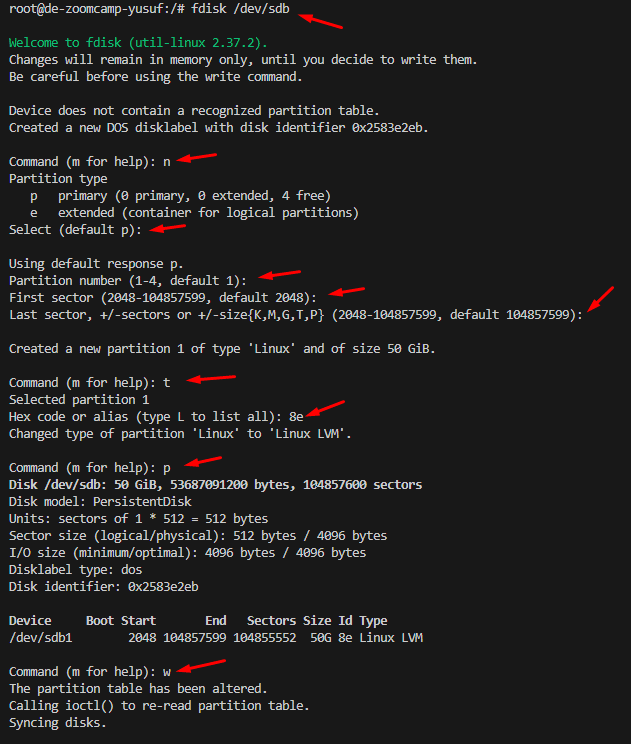 root@de-zoomcamp-yusuf:/# fdisk /dev/sdb
Welcome to fdisk (util-linux 2.37.2).
Changes will remain in memory only, until you decide to write them.
Be careful before using the write command.
Device does not contain a recognized partition table.
Created a new DOS disklabel with disk identifier 0x2583e2eb.
Command (m for help): n
Partition type
   p   primary (0 primary, 0 extended, 4 free)
   e   extended (container for logical partitions)
Select (default p):
Using default response p.
Partition number (1-4, default 1):
First sector (2048-104857599, default 2048):
Last sector, +/-sectors or +/-size{K,M,G,T,P} (2048-104857599, default 104857599):
Created a new partition 1 of type 'Linux' and of size 50 GiB.
Command (m for help): t
Selected partition 1
Hex code or alias (type L to list all): 8e
Changed type of partition 'Linux' to 'Linux LVM'.
Command (m for help): p
Disk /dev/sdb: 50 GiB, 53687091200 bytes, 104857600 sectors
Disk model: PersistentDisk
Units: sectors of 1 * 512 = 512 bytes
Sector size (logical/physical): 512 bytes / 4096 bytes
I/O size (minimum/optimal): 4096 bytes / 4096 bytes
Disklabel type: dos
Disk identifier: 0x2583e2eb
Device     Boot Start       End   Sectors Size Id Type
/dev/sdb1        2048 104857599 104855552  50G 8e Linux LVM
Command (m for help): w
The partition table has been altered.
Calling ioctl() to re-read partition table.
Syncing disks.